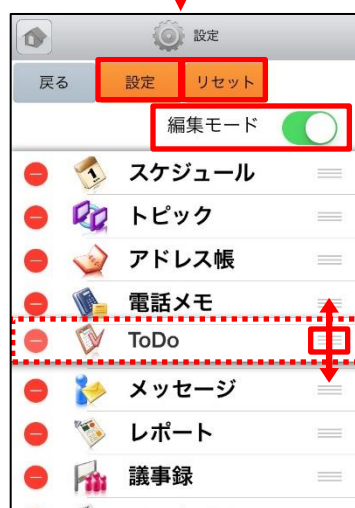 設定
戻る 設定 リセット
編集モード
スケジュール
トピック
アドレス帳
電話メモ
ToDo
メッセージ
レポート
議事録